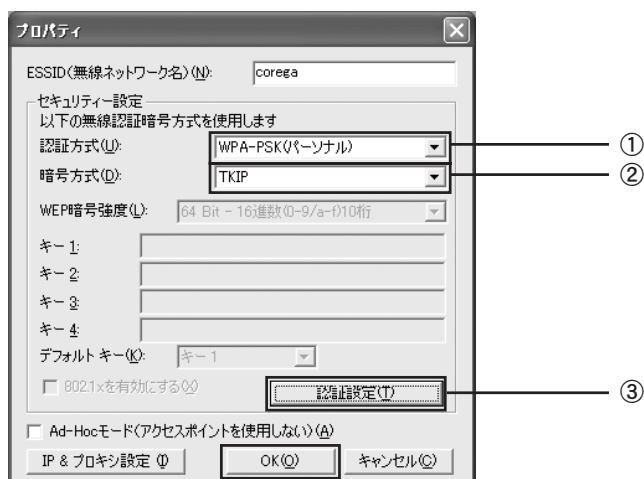 プロパティ
ESSID(無線ネットワーク名)(N): corega
セキュリティー設定
以下の無線認証暗号方式を使用します
認証方式(U): WPA-PSK(パーソナル) ①
暗号方式(D): TKIP ②
WEP暗号強度(L): 64 Bit - 16進数(0-9/a-f)10桁
キー 1:
キー 2:
キー 3:
キー 4:
デフォルト キー(K): キー 1
802.1xを有効にする(X) 認証設定(T) ③
Ad-Hocモード(アクセスポイントを使用しない)(A)
IP & プロキシ設定 (I) OK(O) キャンセル(C)